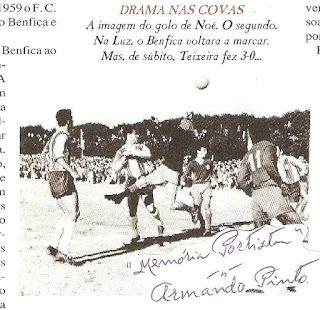 1959 o F. C.
o Benfica e
Benfica ao
DRAMA NAS COVAS
A imagem do golo de Noé. O segundo.
Na Luz, o Benfica voltara a marcar.
Mas, de súbito, Teixeira fez 3-0...
11
"Memória Portista"
Armando Pinto